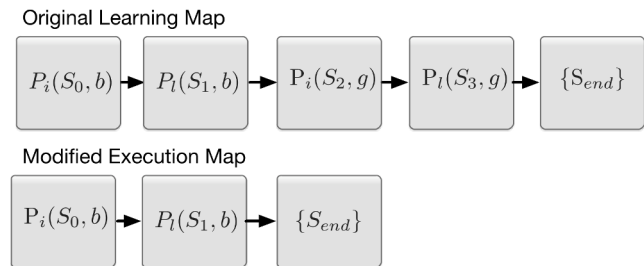 Original Learning Map
P_i(S_0, b) P_l(S_1, b) P_i(S_2, g) P_l(S_3, g) {S_end}
Modified Execution Map
P_i(S_0, b) P_l(S_1, b) {S_end}